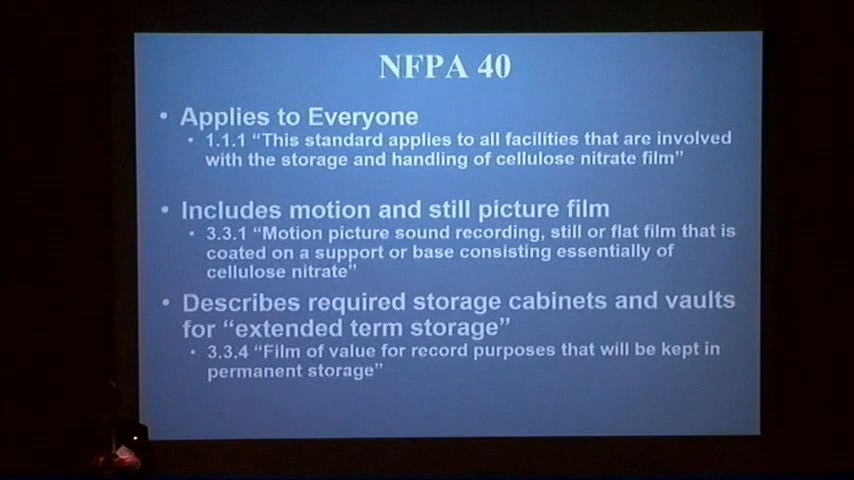 NFPA 40
• Applies to Everyone
• 1.1.1 “This standard applies to all facilities that are involved
with the storage and handling of cellulose nitrate film”
• Includes motion and still picture film
• 3.3.1 “Motion picture sound recording, still or flat film that is
coated on a support or base consisting essentially of
cellulose nitrate”
• Describes required storage cabinets and vaults
for “extended term storage”
• 3.3.4 “Film of value for record purposes that will be kept in
permanent storage”